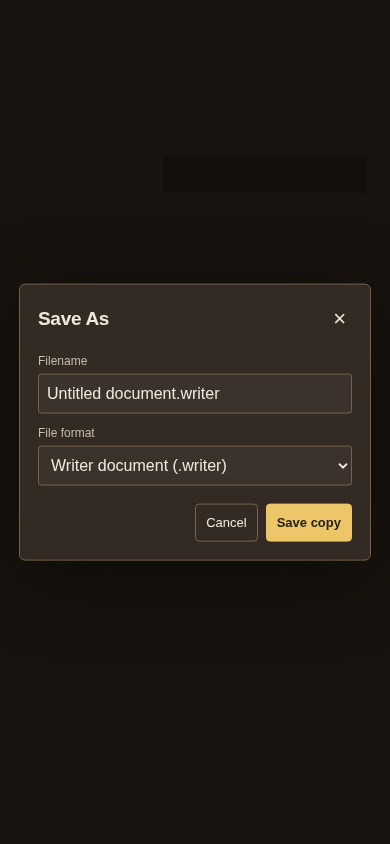 Save As
×
Filename
Untitled document.writer
File format
Writer document (.writer)
Cancel
Save copy